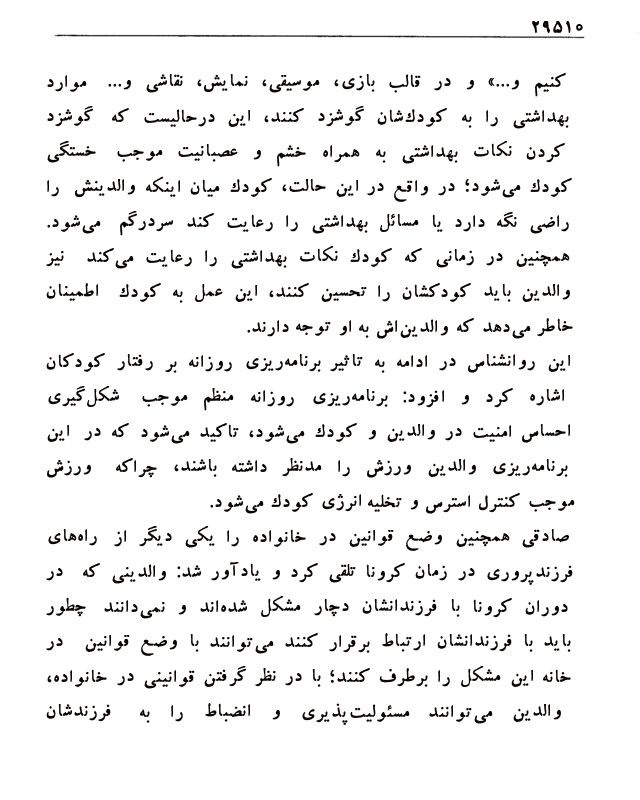 ۲۹۵۱۰
کنیم و...» و در قالب بازی، موسیقی، نمایش، نقاشی و... موارد
بهداشتی را به کودك‌شان گوشزد کنند، این درحالیست که گوشزد
کردن نکات بهداشتی به همراه خشم و عصبانیت موجب خستگی
کودك می‌شود؛ در واقع در این حالت، کودك میان اینکه والدینش را
راضی نگه دارد یا مسائل بهداشتی را رعایت کند سردرگم می‌شود.
همچنین در زمانی که کودك نکات بهداشتی را رعایت می‌کند نیز
والدین باید کودکشان را تحسین کنند، این عمل به کودك اطمینان
خاطر می‌دهد که والدین‌اش به او توجه دارند.
این روانشناس در ادامه به تاثیر برنامه‌ریزی روزانه بر رفتار کودکان
اشاره کرد و افزود: برنامه‌ریزی روزانه منظم موجب شکل‌گیری
احساس امنیت در والدین و کودك می‌شود، تاکید می‌شود که در این
برنامه‌ریزی والدین ورزش را مدنظر داشته باشند، چراکه ورزش
موجب کنترل استرس و تخلیه انرژی کودك می‌شود.
صادقی همچنین وضع قوانین در خانواده را یکی دیگر از راه‌های
فرزندپروری در زمان کرونا تلقی کرد و یادآور شد: والدینی که در
دوران کرونا با فرزندانشان دچار مشکل شده‌اند و نمی‌دانند چطور
باید با فرزندانشان ارتباط برقرار کنند می‌توانند با وضع قوانین در
خانه این مشکل را برطرف کنند؛ با در نظر گرفتن قوانینی در خانواده،
والدین می‌توانند مسئولیت‌پذیری و انضباط را به فرزندشان